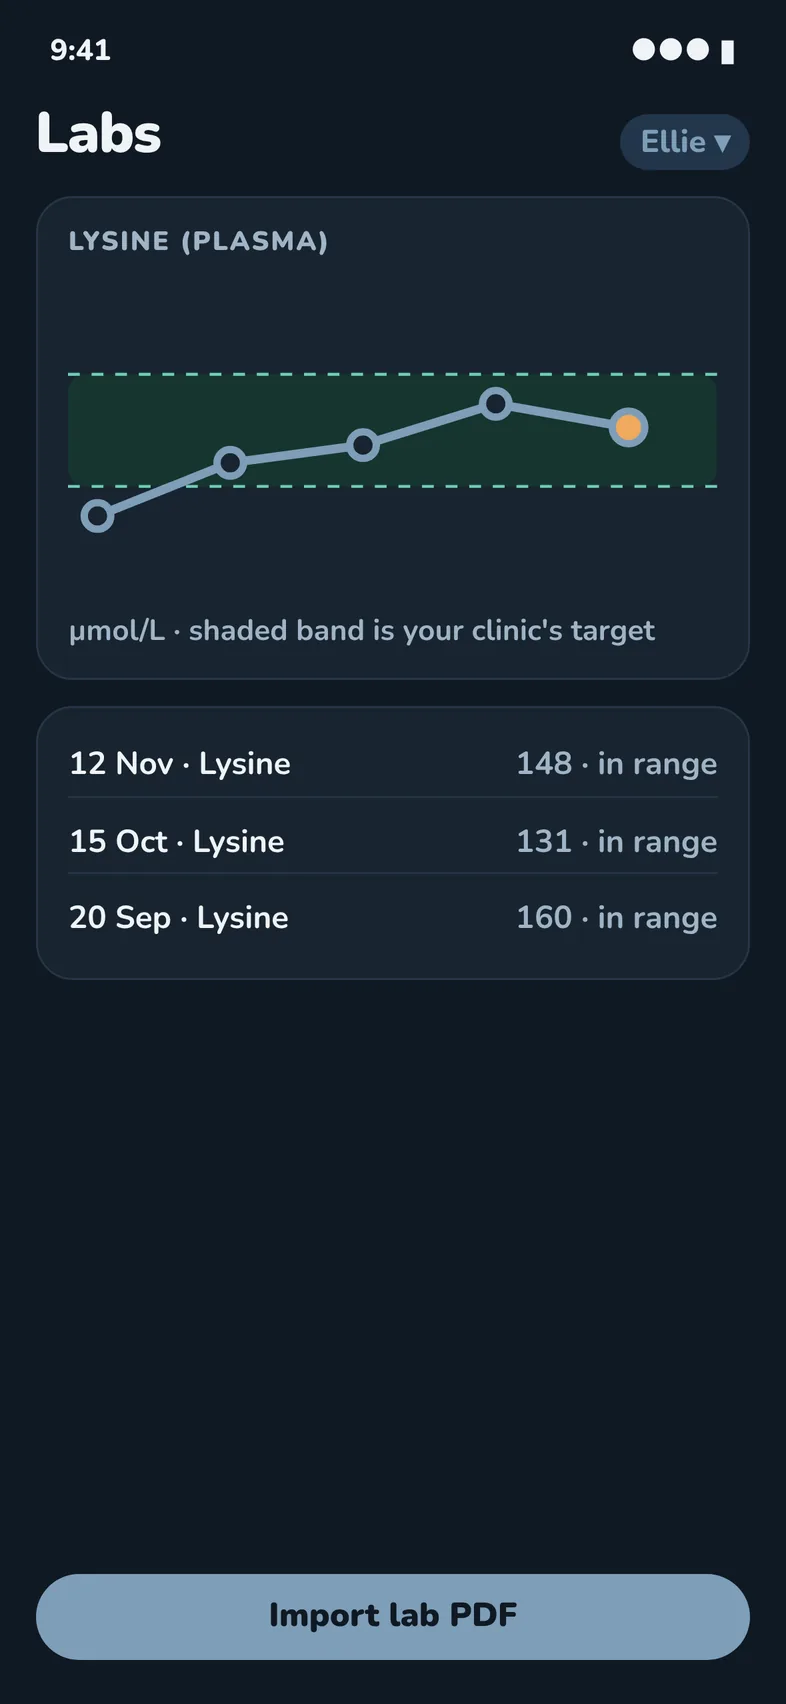 9:41
Labs
Ellie ▾
LYSINE (PLASMA)
µmol/L · shaded band is your clinic's target
12 Nov · Lysine 148 · in range
15 Oct · Lysine 131 · in range
20 Sep · Lysine 160 · in range
Import lab PDF